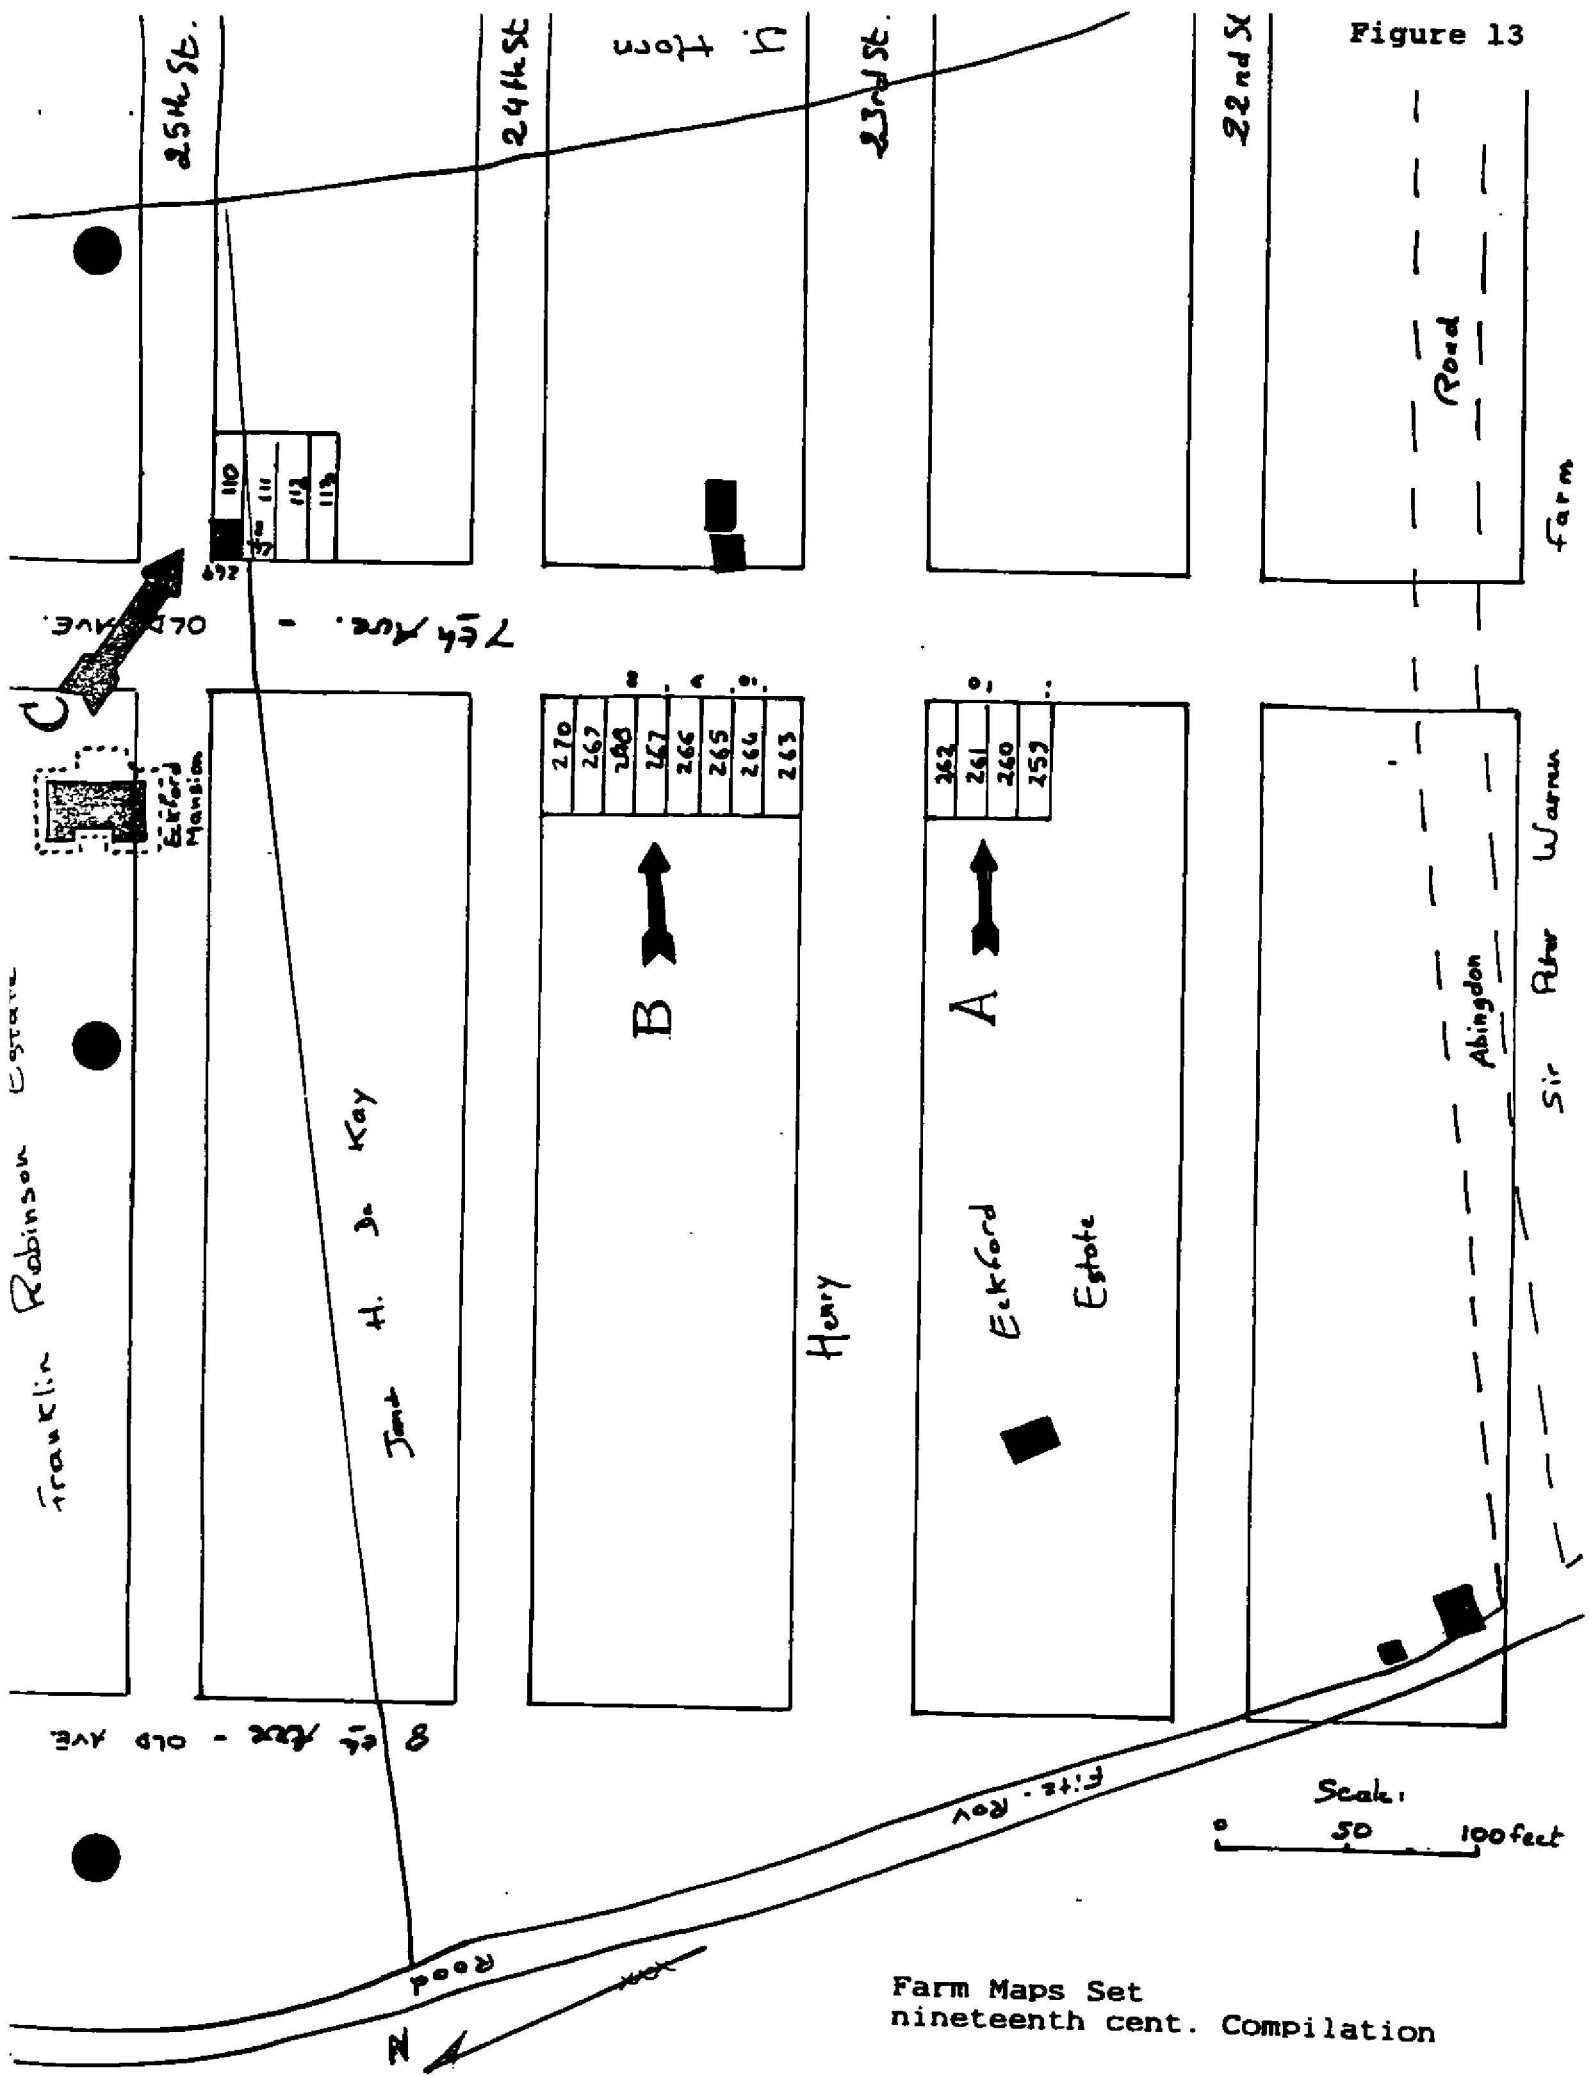 Figure 13
25th St.
24th St
23rd St.
22nd St
Road
Farm
110
111
112
113
7th Ave. - OLD AVE.
C
Eckford
Mansion
270
269
268
267
266
265
264
263
262
261
260
259
B
A
Abingdon
Sir Peter Warren
Franklin Robinson Estate
H. De Kay
Henry
Eckford
Estate
8th Ave - OLD AVE.
Fitz - Roy
Road
N
Scale:
0 50 100 feet
Farm Maps Set
nineteenth cent. Compilation